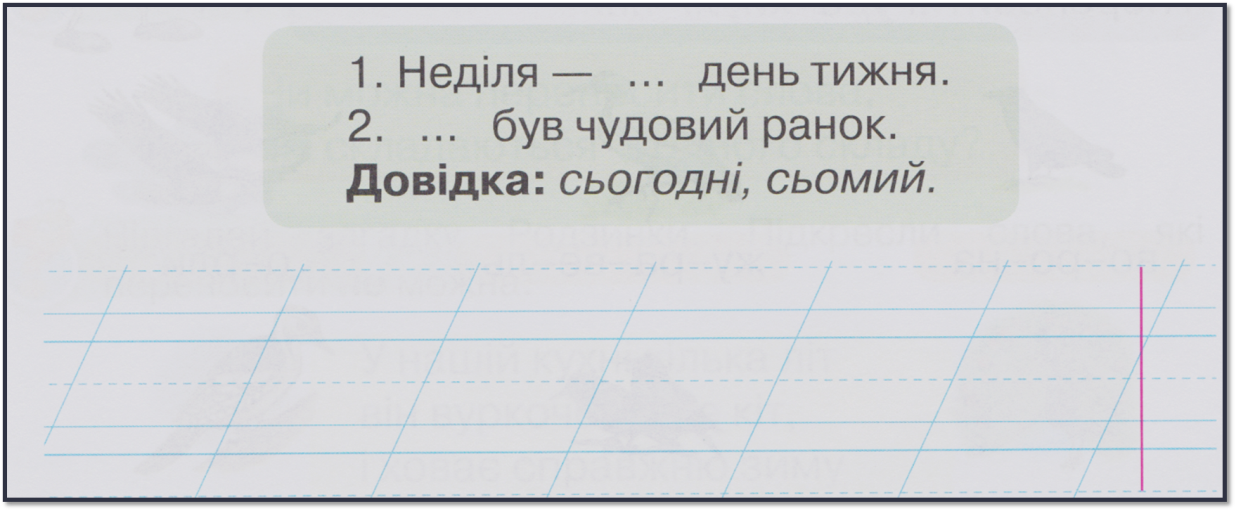 1. Неділя — ... день тижня.
2. ... був чудовий ранок.
Довідка: сьогодні, сьомий.